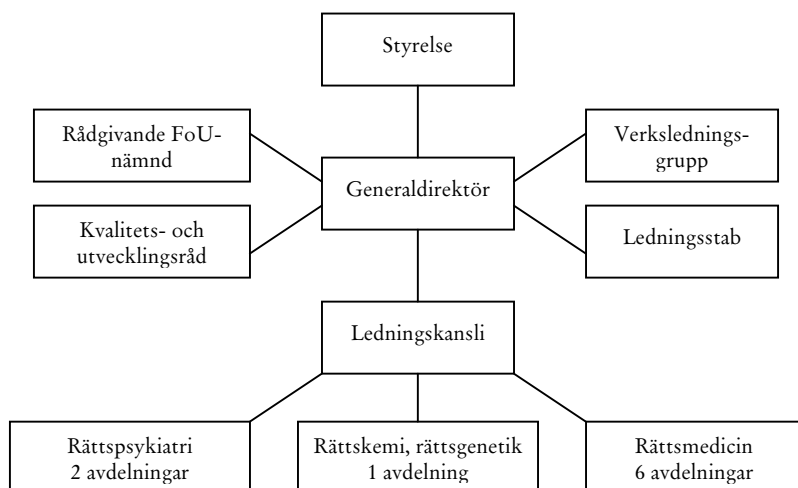 Styrelse
Rådgivande FoU-
nämnd
Verkslednings-
grupp
Generaldirektör
Kvalitets- och
utvecklingsråd
Ledningsstab
Ledningskansli
Rättspsykiatri
2 avdelningar
Rättskemi, rättsgenetik
1 avdelning
Rättsmedicin
6 avdelningar